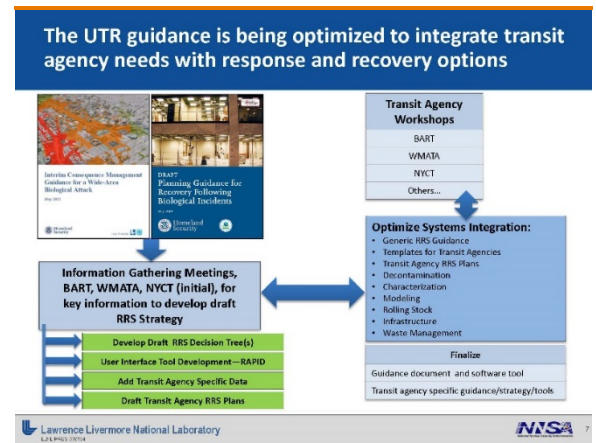 The UTR guidance is being optimized to integrate transit
agency needs with response and recovery options
Interim Consequence Management
Guidance for a Wide-Area
Biological Attack
Homeland
Security
DRAFT
Planning Guidance for
Recovery Following
Biological Incidents
Homeland
Security
Information Gathering Meetings,
BART, WMATA, NYCT (initial), for
key information to develop draft
RRS Strategy
Develop Draft RRS Decision Tree(s)
User Interface Tool Development—RAPID
Add Transit Agency Specific Data
Draft Transit Agency RRS Plans
Transit Agency
Workshops
BART
WMATA
NYCT
Others...
Optimize Systems Integration:
• Generic RRS Guidance
• Templates for Transit Agencies
• Transit Agency RRS Plans
• Decontamination
• Characterization
• Modeling
• Rolling Stock
• Infrastructure
• Waste Management
Finalize
Guidance document and software tool
Transit agency specific guidance/strategy/tools
Lawrence Livermore National Laboratory
NNSA
7